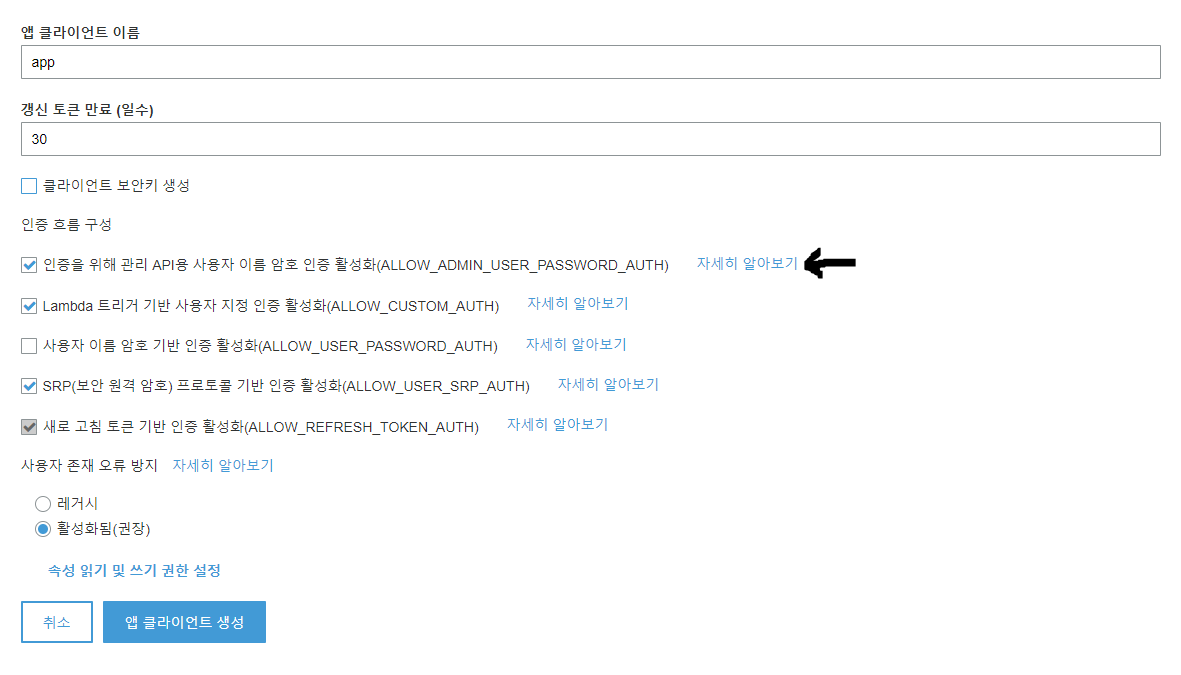 앱 클라이언트 이름
app
갱신 토큰 만료 (일수)
30
클라이언트 보안키 생성
인증 흐름 구성
인증을 위해 관리 API용 사용자 이름 암호 인증 활성화(ALLOW_ADMIN_USER_PASSWORD_AUTH) 자세히 알아보기
Lambda 트리거 기반 사용자 지정 인증 활성화(ALLOW_CUSTOM_AUTH) 자세히 알아보기
사용자 이름 암호 기반 인증 활성화(ALLOW_USER_PASSWORD_AUTH) 자세히 알아보기
SRP(보안 원격 암호) 프로토콜 기반 인증 활성화(ALLOW_USER_SRP_AUTH) 자세히 알아보기
새로 고침 토큰 기반 인증 활성화(ALLOW_REFRESH_TOKEN_AUTH) 자세히 알아보기
사용자 존재 오류 방지 자세히 알아보기
레거시
활성화됨(권장)
속성 읽기 및 쓰기 권한 설정
취소 앱 클라이언트 생성